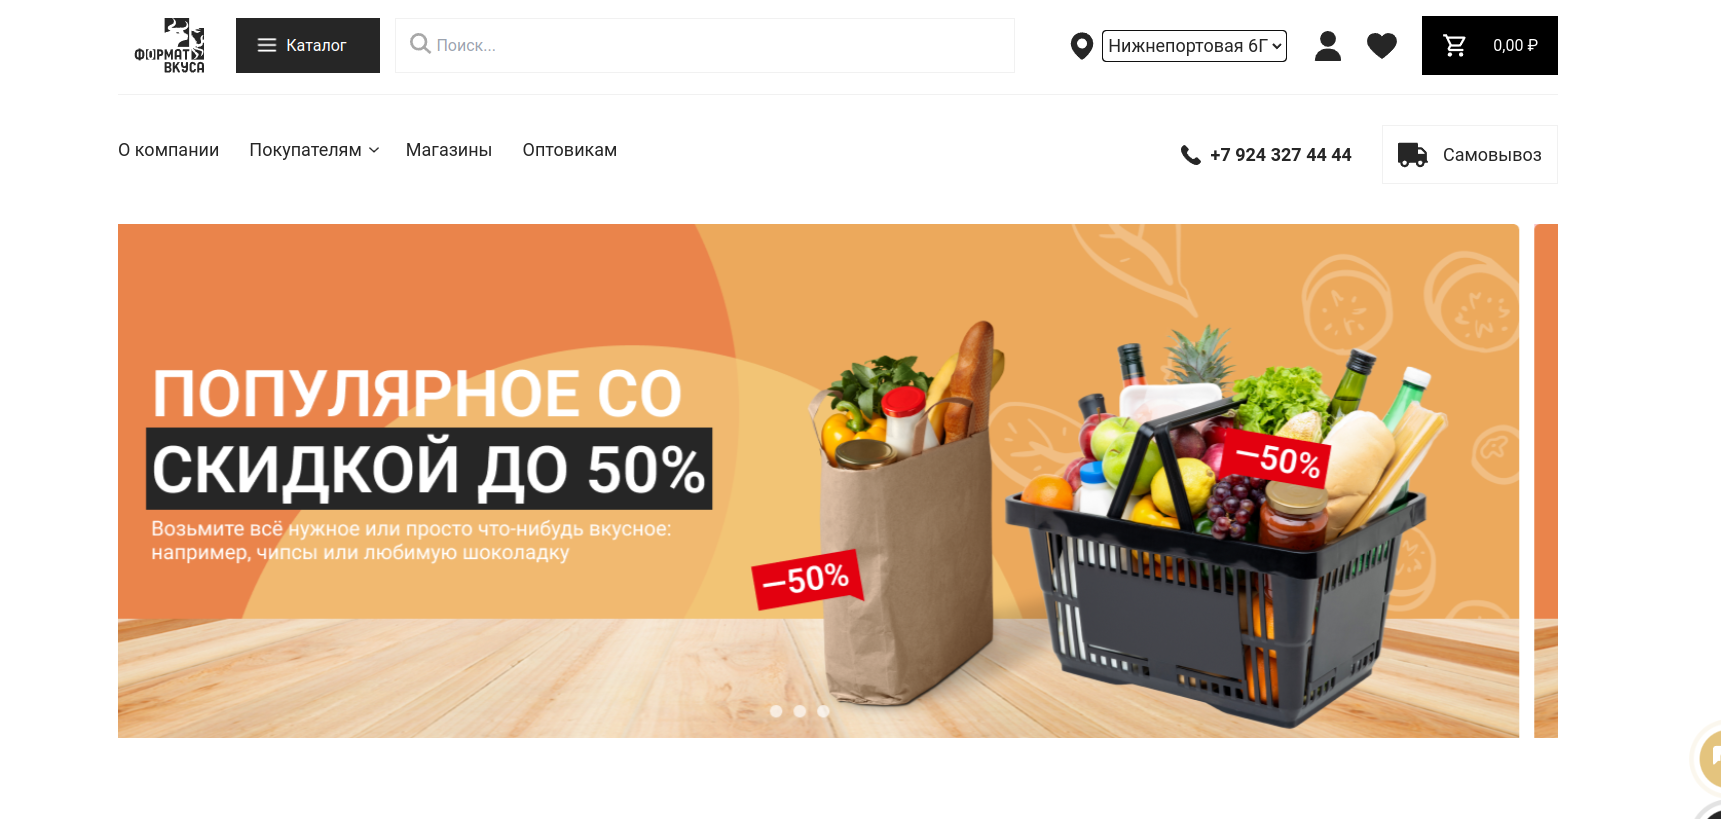 ФОРМАТ
ВКУСА
Каталог
Поиск...
Нижнепортовая 6Г
0,00 ₽
О компании
Покупателям
Магазины
Оптовикам
+7 924 327 44 44
Самовывоз
ПОПУЛЯРНОЕ СО
СКИДКОЙ ДО 50%
Возьмите всё нужное или просто что-нибудь вкусное:
например, чипсы или любимую шоколадку
—50%
—50%